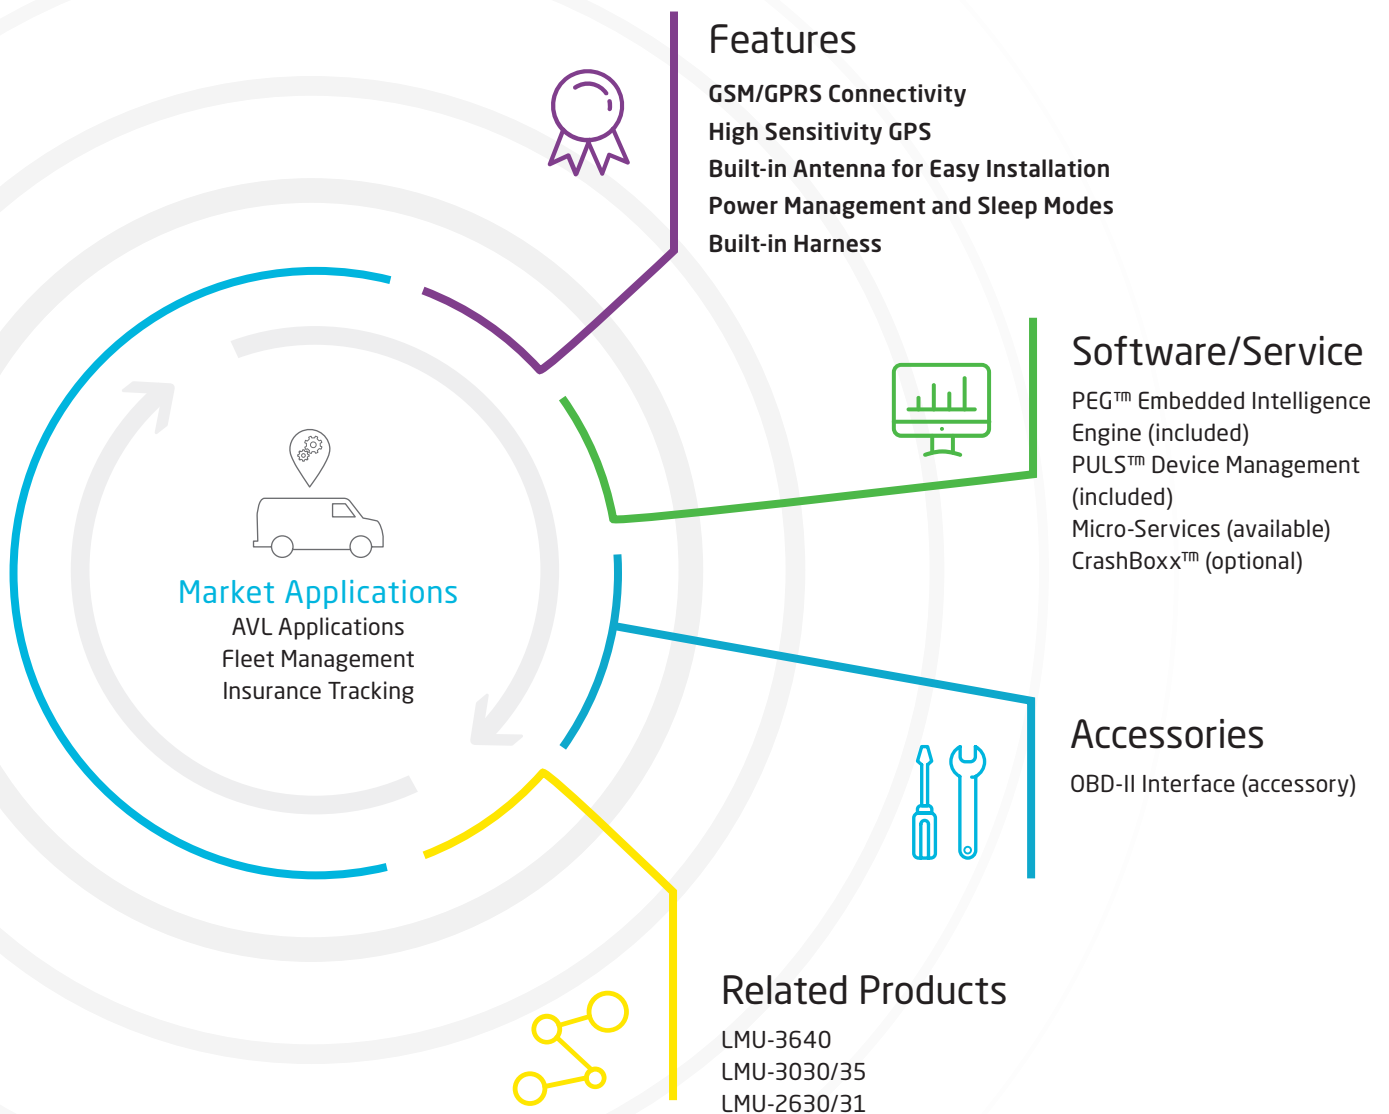 Features
GSM/GPRS Connectivity
High Sensitivity GPS
Built-in Antenna for Easy Installation
Power Management and Sleep Modes
Built-in Harness
Software/Service
PEG™ Embedded Intelligence
Engine (included)
PULS™ Device Management
(included)
Micro-Services (available)
CrashBoxx™ (optional)
Market Applications
AVL Applications
Fleet Management
Insurance Tracking
Accessories
OBD-II Interface (accessory)
Related Products
LMU-3640
LMU-3030/35
LMU-2630/31